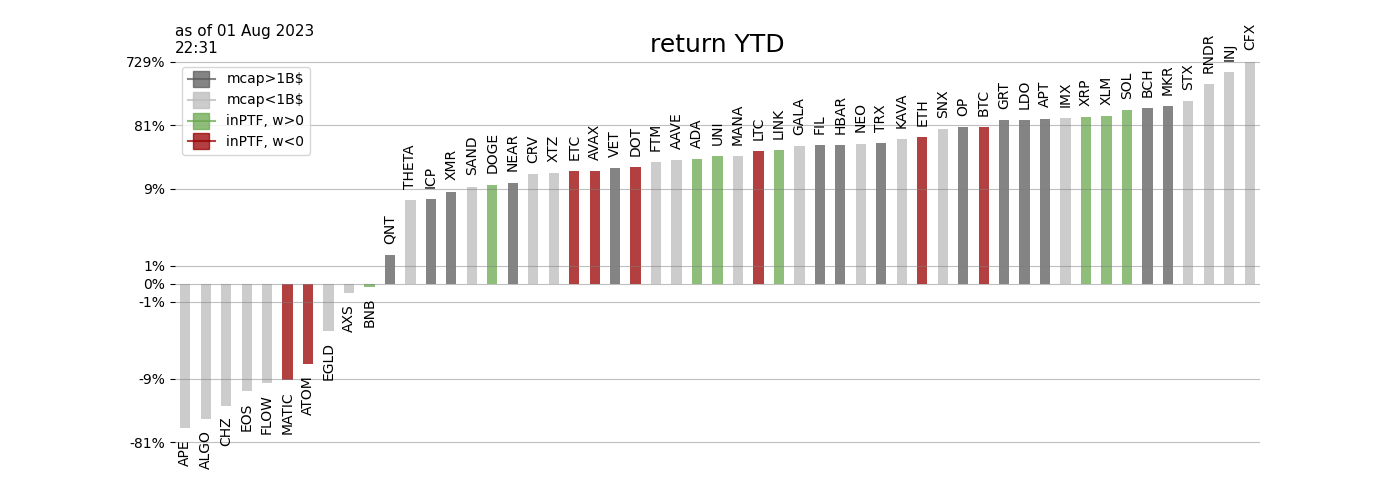 as of 01 Aug 2023
22:31
return YTD
mcap>1B$
mcap<1B$
inPTF, w>0
inPTF, w<0
729%
81%
9%
1%
0%
-1%
-9%
-81%
APE
ALGO
CHZ
EOS
FLOW
MATIC
ATOM
EGLD
AXS
BNB
QNT
THETA
ICP
XMR
SAND
DOGE
NEAR
CRV
XTZ
ETC
AVAX
VET
DOT
FTM
AAVE
ADA
UNI
MANA
LTC
LINK
GALA
FIL
HBAR
NEO
TRX
KAVA
ETH
SNX
OP
BTC
GRT
LDO
APT
IMX
XRP
XLM
SOL
BCH
MKR
STX
RNDR
INJ
CFX